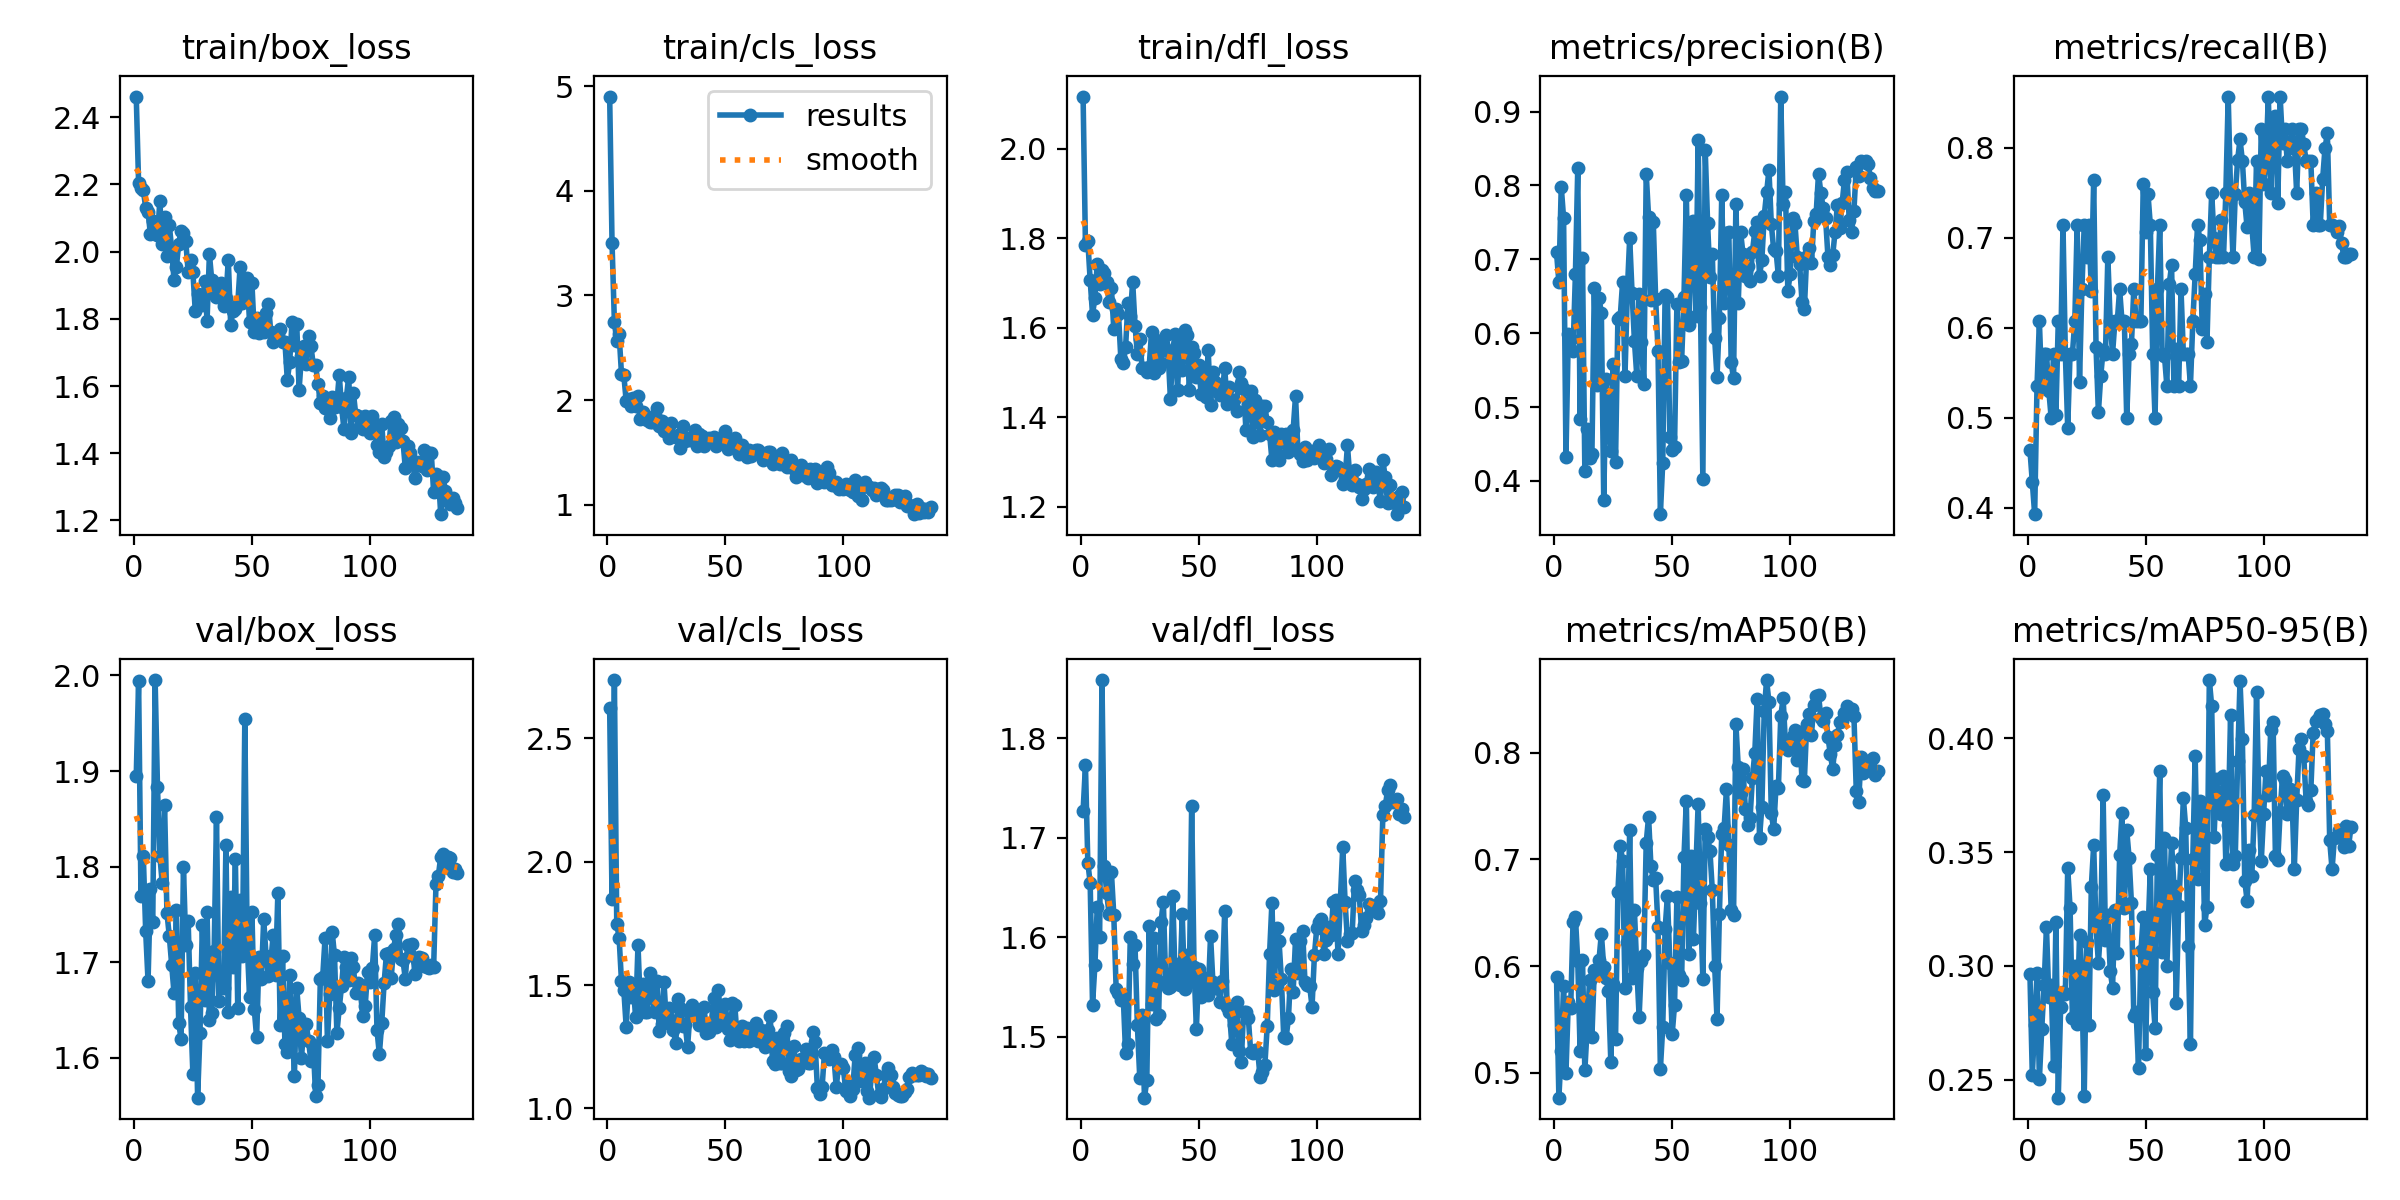 train/box_loss
train/cls_loss
train/dfl_loss
metrics/precision(B)
metrics/recall(B)
2.4
2.2
2.0
1.8
1.6
1.4
1.2
0 50 100
5
4
3
2
1
0 50 100
results
smooth
2.0
1.8
1.6
1.4
1.2
0 50 100
0.9
0.8
0.7
0.6
0.5
0.4
0 50 100
0.8
0.7
0.6
0.5
0.4
0 50 100
val/box_loss
val/cls_loss
val/dfl_loss
metrics/mAP50(B)
metrics/mAP50-95(B)
2.0
1.9
1.8
1.7
1.6
0 50 100
2.5
2.0
1.5
1.0
0 50 100
1.8
1.7
1.6
1.5
0 50 100
0.8
0.7
0.6
0.5
0 50 100
0.40
0.35
0.30
0.25
0 50 100